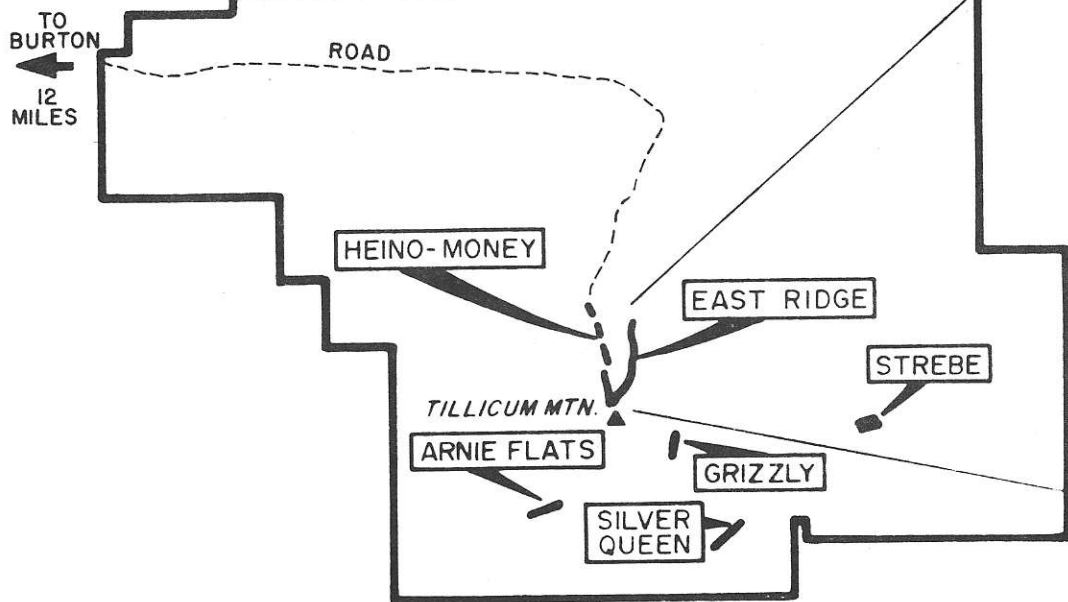 TO
BURTON
12
MILES
ROAD
HEINO-MONEY
EAST RIDGE
STREBE
TILLICUM MTN.
ARNIE FLATS
GRIZZLY
SILVER
QUEEN